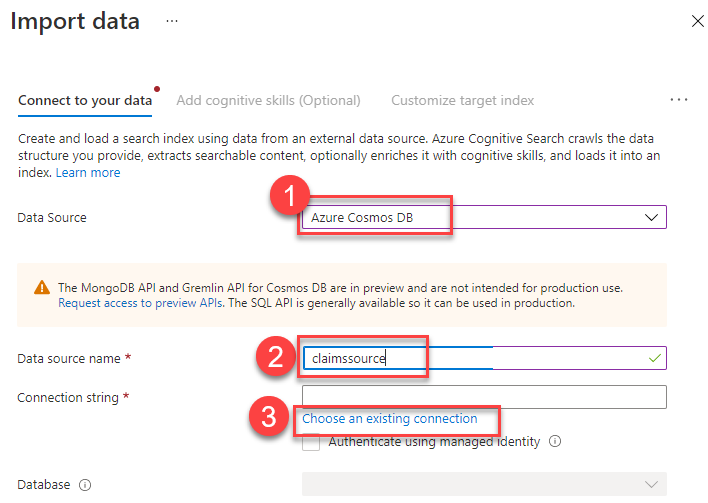 Import data ...
Connect to your data Add cognitive skills (Optional) Customize target index ...
Create and load a search index using data from an external data source. Azure Cognitive Search crawls the data
structure you provide, extracts searchable content, optionally enriches it with cognitive skills, and loads it into an
index. Learn more
1
Data Source Azure Cosmos DB
The MongoDB API and Gremlin API for Cosmos DB are in preview and are not intended for production use.
Request access to preview APIs. The SQL API is generally available so it can be used in production.
2
Data source name * claimssource
Connection string *
3
Choose an existing connection
Authenticate using managed identity
Database